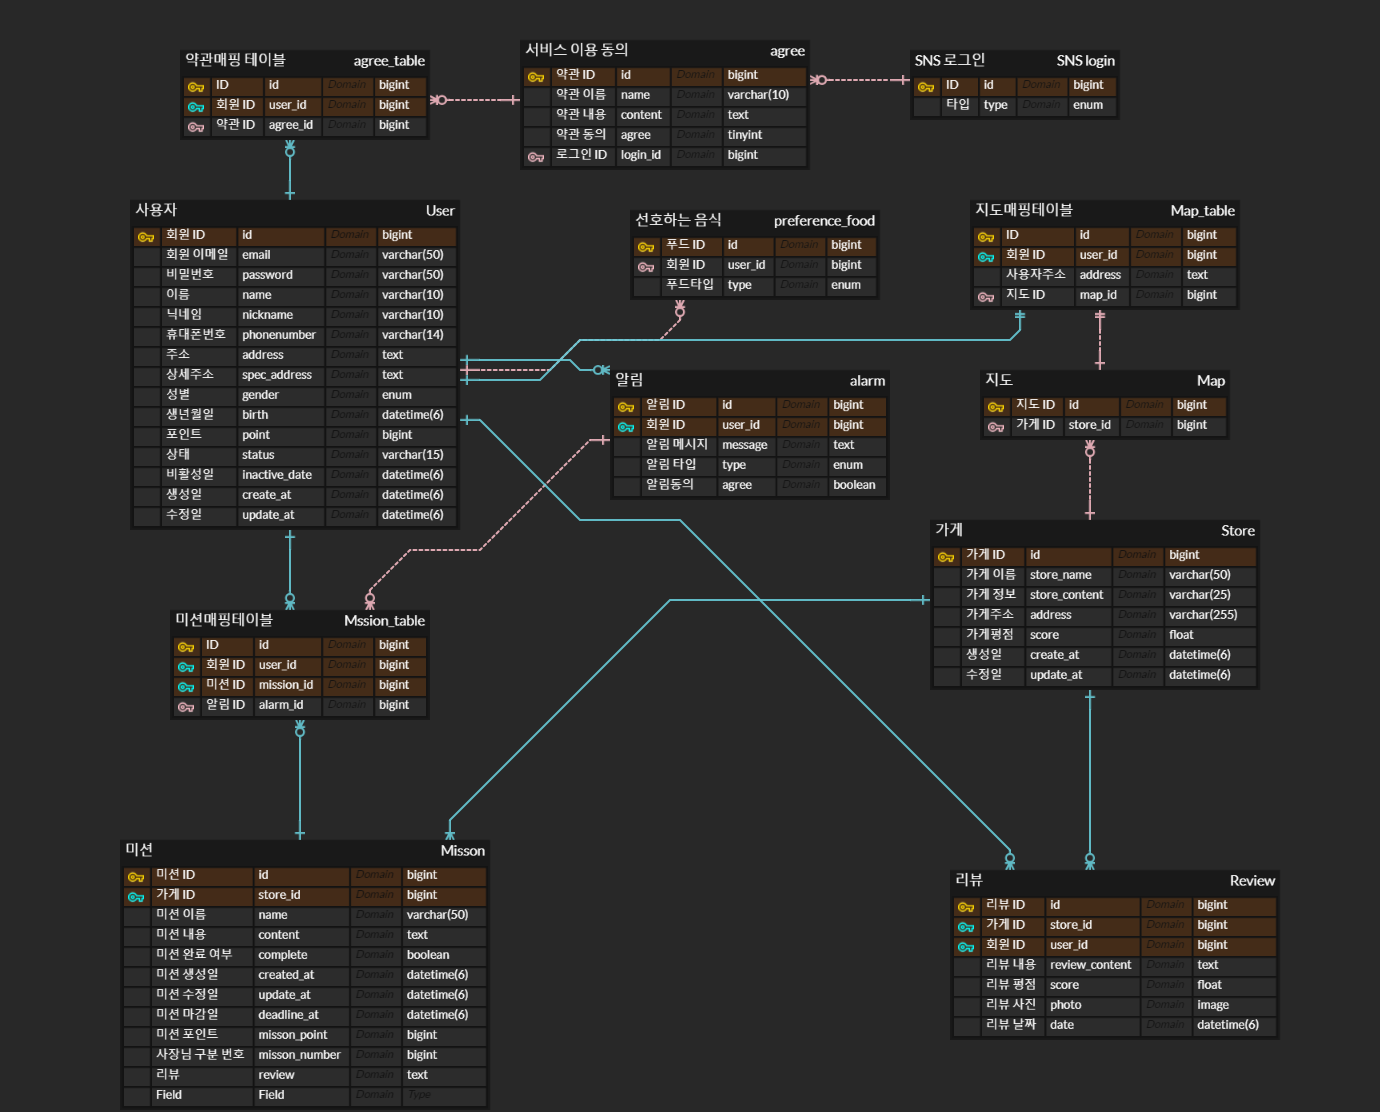 약관매핑 테이블 agree_table
ID id Domain bigint
회원 ID user_id Domain bigint
약관 ID agree_id Domain bigint
서비스 이용 동의 agree
약관 ID id Domain bigint
약관 이름 name Domain varchar(10)
약관 내용 content Domain text
약관 동의 agree Domain tinyint
로그인 ID login_id Domain bigint
SNS 로그인 SNS login
ID id Domain bigint
타입 type Domain enum
사용자 User
회원 ID id Domain bigint
회원 이메일 email Domain varchar(50)
비밀번호 password Domain varchar(50)
이름 name Domain varchar(10)
닉네임 nickname Domain varchar(10)
휴대폰번호 phonenumber Domain varchar(14)
주소 address Domain text
상세주소 spec_address Domain text
성별 gender Domain enum
생년월일 birth Domain datetime(6)
포인트 point Domain bigint
상태 status Domain varchar(15)
비활성일 inactive_date Domain datetime(6)
생성일 create_at Domain datetime(6)
수정일 update_at Domain datetime(6)
선호하는 음식 preference_food
푸드 ID id Domain bigint
회원 ID user_id Domain bigint
푸드타입 type Domain enum
지도매핑테이블 Map_table
ID id Domain bigint
회원 ID user_id Domain bigint
사용자주소 address Domain text
지도 ID map_id Domain bigint
알림 alarm
알림 ID id Domain bigint
회원 ID user_id Domain bigint
알림 메시지 message Domain text
알림 타입 type Domain enum
알림동의 agree Domain boolean
지도 Map
지도 ID id Domain bigint
가게 ID store_id Domain bigint
가게 Store
가게 ID id Domain bigint
가게 이름 store_name Domain varchar(50)
가게 정보 store_content Domain varchar(25)
가게주소 address Domain varchar(255)
가게평점 score Domain float
생성일 create_at Domain datetime(6)
수정일 update_at Domain datetime(6)
미션매핑테이블 Mssion_table
ID id Domain bigint
회원 ID user_id Domain bigint
미션 ID mission_id Domain bigint
알림 ID alarm_id Domain bigint
미션 Misson
미션 ID id Domain bigint
가게 ID store_id Domain bigint
미션 이름 name Domain varchar(50)
미션 내용 content Domain text
미션 완료 여부 complete Domain boolean
미션 생성일 created_at Domain datetime(6)
미션 수정일 update_at Domain datetime(6)
미션 마감일 deadline_at Domain datetime(6)
미션 포인트 misson_point Domain bigint
사장님 구분 번호 misson_number Domain bigint
리뷰 review Domain text
Field Field Domain Type
리뷰 Review
리뷰 ID id Domain bigint
가게 ID store_id Domain bigint
회원 ID user_id Domain bigint
리뷰 내용 review_content Domain text
리뷰 평점 score Domain float
리뷰 사진 photo Domain image
리뷰 날짜 date Domain datetime(6)